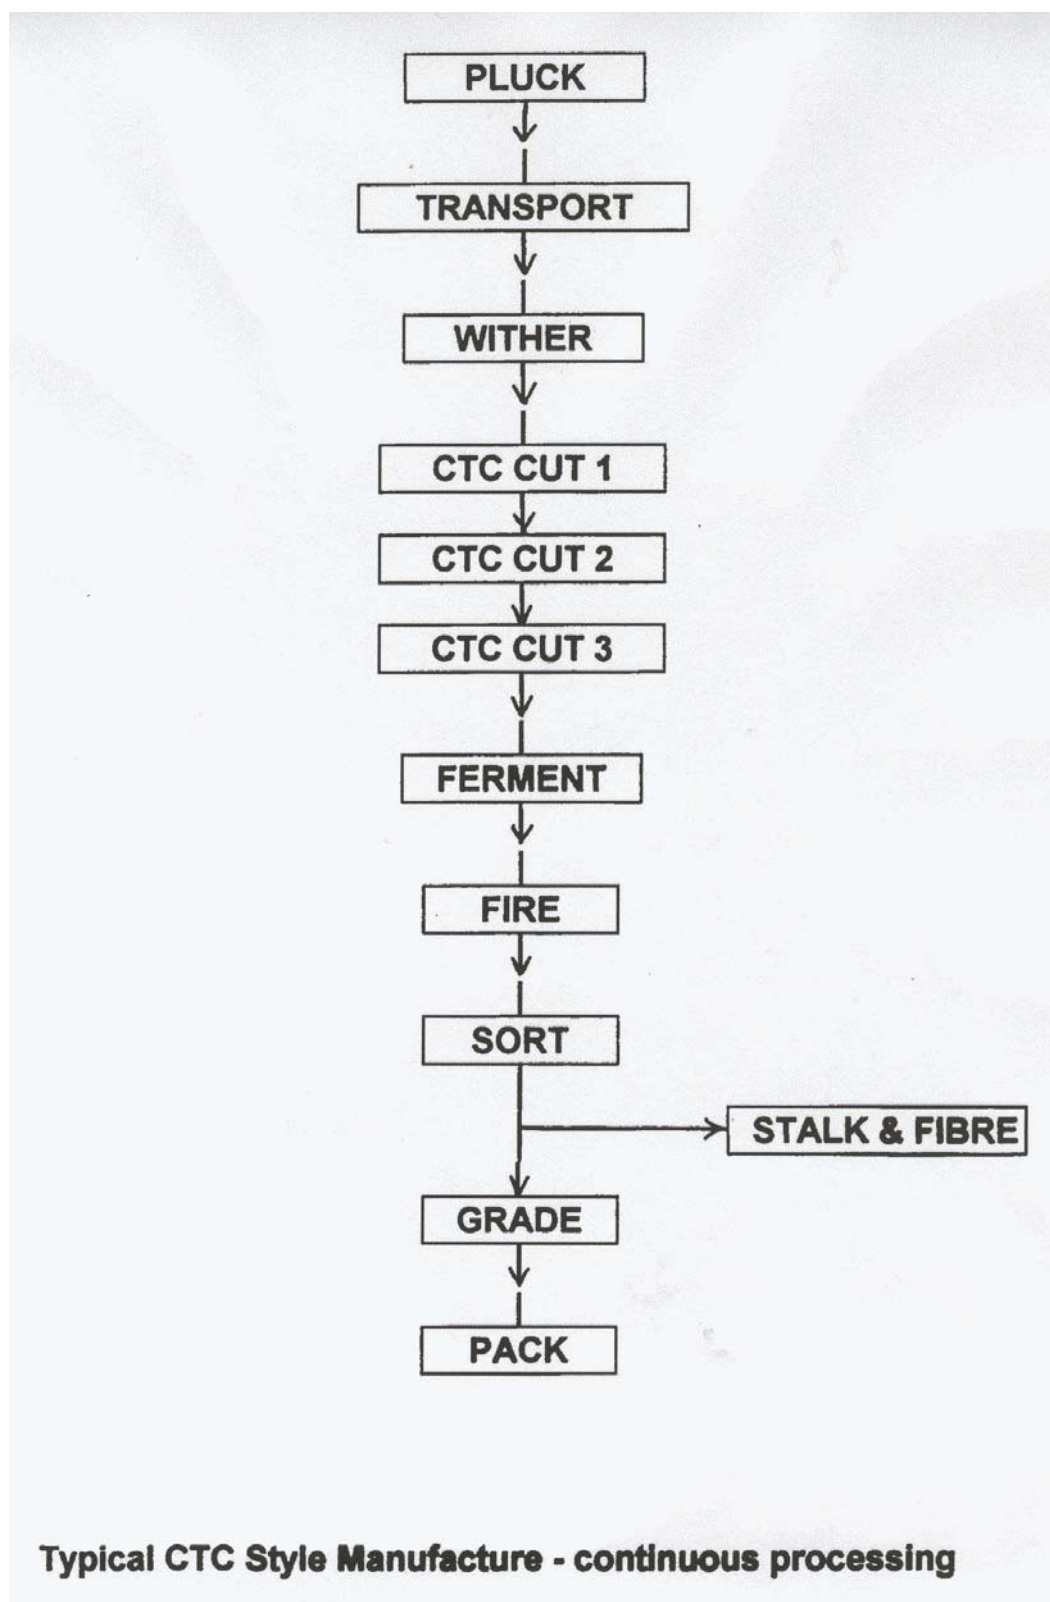 PLUCK
TRANSPORT
WITHER
CTC CUT 1
CTC CUT 2
CTC CUT 3
FERMENT
FIRE
SORT
STALK & FIBRE
GRADE
PACK
Typical CTC Style Manufacture - continuous processing